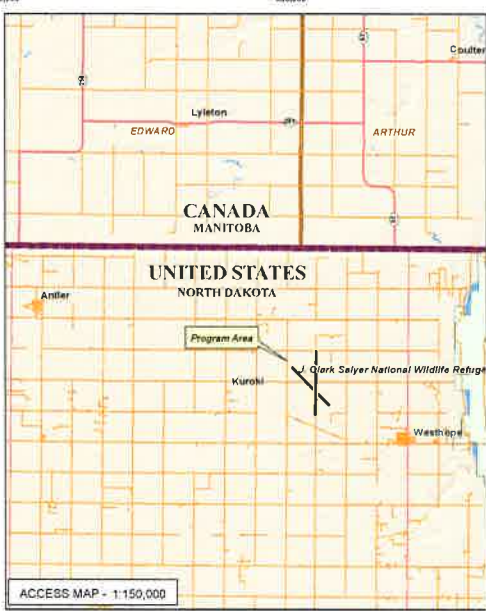 Coulter
Lyleton
EDWARD
ARTHUR
CANADA
MANITOBA
UNITED STATES
NORTH DAKOTA
Antler
Program Area
J. Clark Salyer National Wildlife Refuge
Kuroki
Westhope
ACCESS MAP - 1:150,000